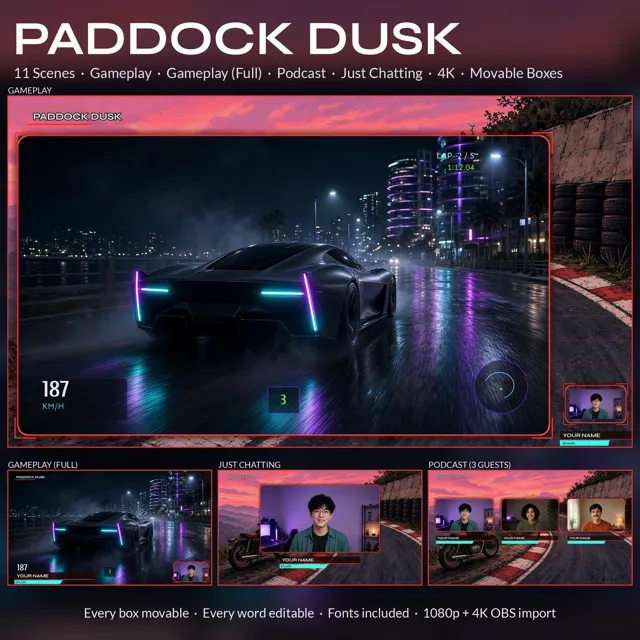 PADDOCK DUSK
11 Scenes · Gameplay · Gameplay (Full) · Podcast · Just Chatting · 4K · Movable Boxes
GAMEPLAY
PADDOCK DUSK
LAP 2 / 5
1:12.04
187
KM/H
3
YOUR NAME
GAMEPLAY (FULL)
JUST CHATTING
PODCAST (3 GUESTS)
187
YOUR NAME
YOUR NAME
YOUR NAME
YOUR NAME
YOUR NAME
Every box movable · Every word editable · Fonts included · 1080p + 4K OBS import